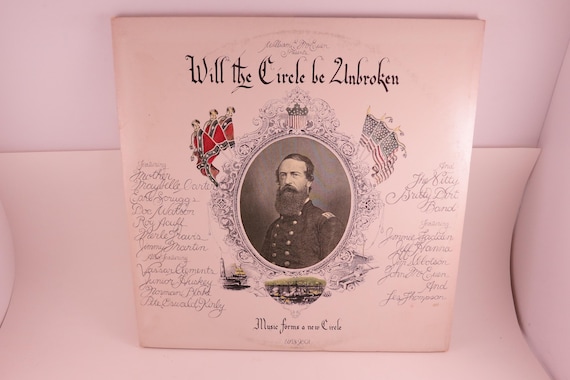 William E. McEuen
Presents
Will the Circle be Unbroken
Featuring
Mother
Maybelle Carter
Earl Scruggs
Doc Watson
Roy Acuff
Merle Travis
Jimmy Martin
Also Featuring
Vassar Clements
Junior Huskey
Norman Blake
Pete Oswald Kirby
And
The Nitty
Gritty Dirt
Band
Featuring
Jimmie Fadden
Jeff Hanna
Jim Ibbotson
John McEuen
And
Les Thompson
Music forms a new Circle